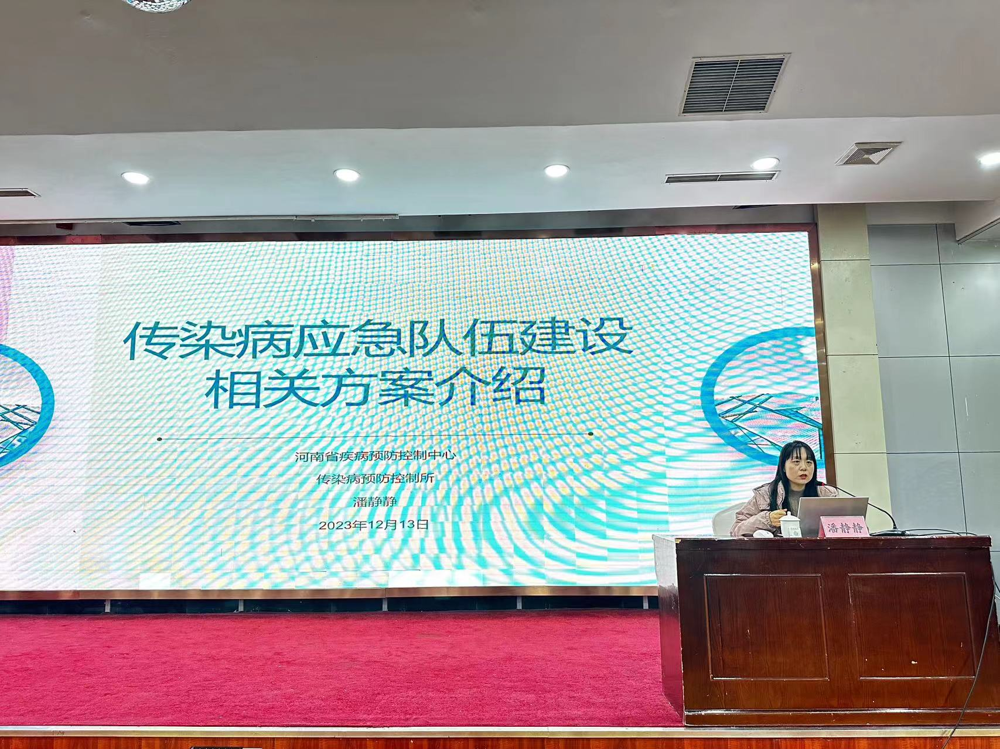 传染病应急队伍建设
相关方案介绍
河南省疾病预防控制中心
传染病预防控制所
潘静静
2023年12月13日
潘静静